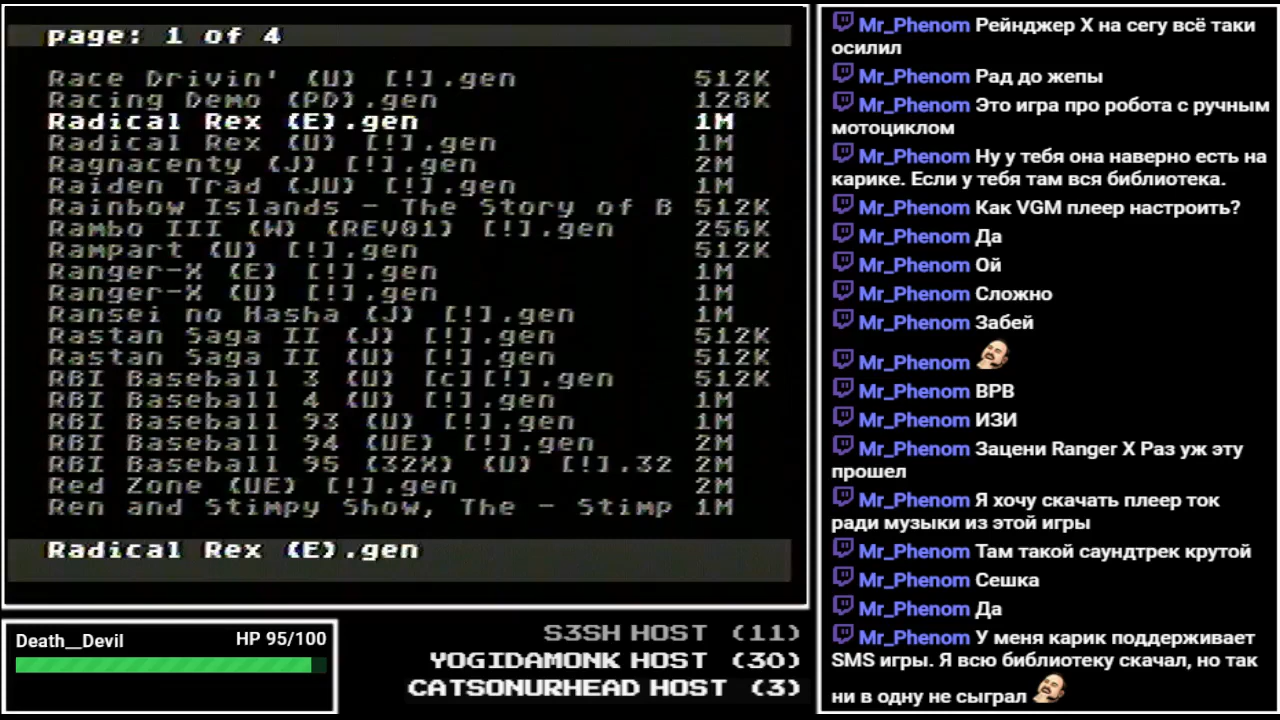 page: 1 of 4
Race Drivin' (U) [!].gen 512K
Racing Demo (PD).gen 128K
Radical Rex (E).gen 1M
Radical Rex (U) [!].gen 1M
Ragnacenty (J) [!].gen 2M
Raiden Trad (JU) [!].gen 1M
Rainbow Islands - The Story of B 512K
Rambo III (W) (REV01) [!].gen 256K
Rampart (U) [!].gen 512K
Ranger-X (E) [!].gen 1M
Ranger-X (U) [!].gen 1M
Ransei no Hasha (J) [!].gen 1M
Rastan Saga II (J) [!].gen 512K
Rastan Saga II (U) [!].gen 512K
RBI Baseball 3 (U) [c][!].gen 512K
RBI Baseball 4 (U) [!].gen 1M
RBI Baseball 93 (U) [!].gen 1M
RBI Baseball 94 (UE) [!].gen 2M
RBI Baseball 95 (32X) (U) [!].32 2M
Red Zone (UE) [!].gen 2M
Ren and Stimpy Show, The - Stimp 1M
Radical Rex (E).gen
Death__Devil HP 95/100
S3SH HOST (11)
YOGIDAMONK HOST (30)
CATSONURHEAD HOST (3)
Mr_Phenom Рейнджер X на сегу всё таки
осилил
Mr_Phenom Рад до жепы
Mr_Phenom Это игра про робота с ручным
мотоциклом
Mr_Phenom Ну у тебя она наверно есть на
карике. Если у тебя там вся библиотека.
Mr_Phenom Как VGM плеер настроить?
Mr_Phenom Да
Mr_Phenom Ой
Mr_Phenom Сложно
Mr_Phenom Забей
Mr_Phenom
Mr_Phenom ВРВ
Mr_Phenom ИЗИ
Mr_Phenom Зацени Ranger X Раз уж эту
прошел
Mr_Phenom Я хочу скачать плеер ток
ради музыки из этой игры
Mr_Phenom Там такой саундтрек крутой
Mr_Phenom Сешка
Mr_Phenom Да
Mr_Phenom У меня карик поддерживает
SMS игры. Я всю библиотеку скачал, но так
ни в одну не сыграл